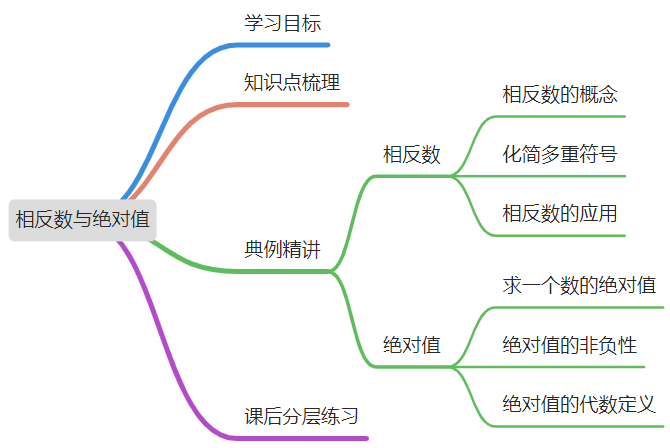 学习目标
知识点梳理
相反数的概念
相反数
化简多重符号
相反数的应用
相反数与绝对值
典例精讲
求一个数的绝对值
绝对值
绝对值的非负性
绝对值的代数定义
课后分层练习